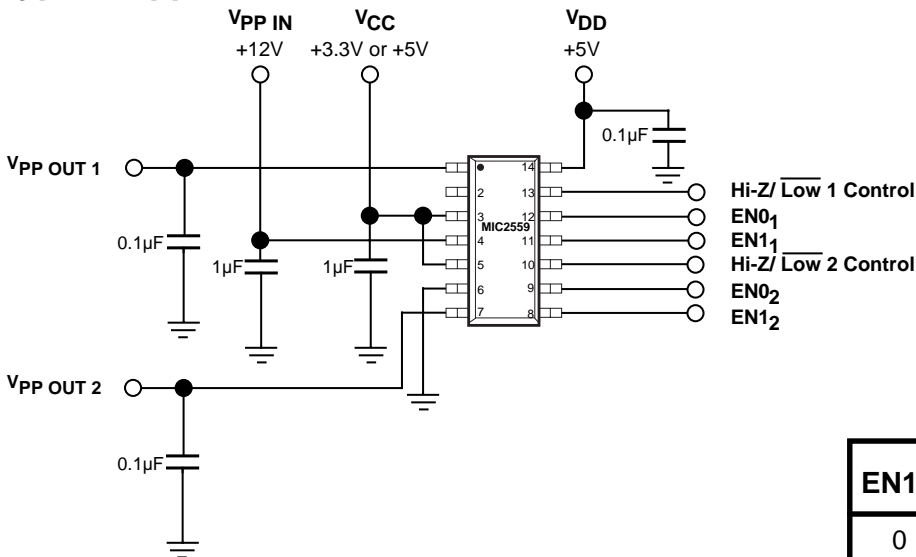 VPP IN VCC VDD
+12V +3.3V or +5V +5V
0.1µF
VPP OUT 1
14
2 13 Hi-Z/ Low 1 Control
3 12 EN01
MIC2559
4 11 EN11
5 10 Hi-Z/ Low 2 Control
6 9 EN02
7 8 EN12
0.1µF 1µF 1µF
VPP OUT 2
0.1µF
EN1
0